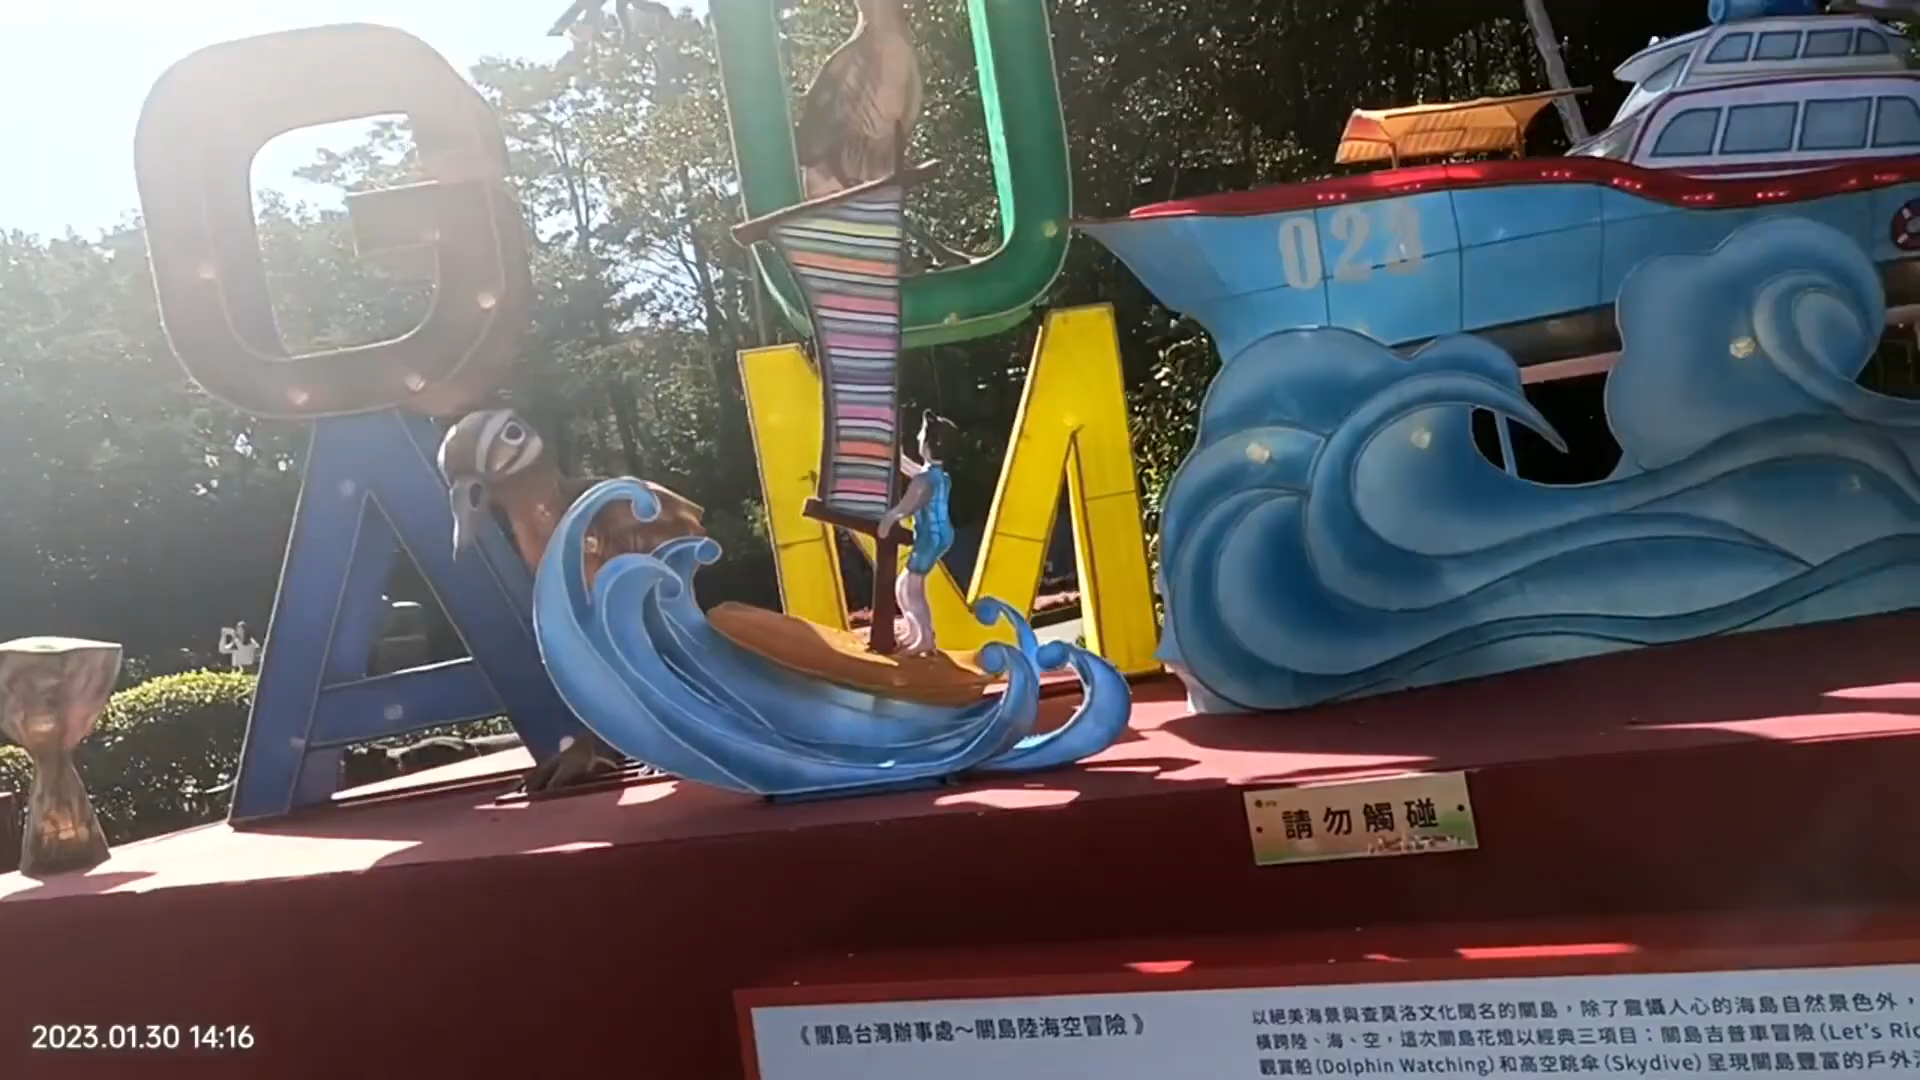 G
U
A
M
023
請勿觸碰
《關島台灣辦事處～關島陸海空冒險》
以絕美海景與查莫洛文化聞名的關島，除了震懾人心的海島自然景色外，
橫跨陸、海、空，這次關島花燈以經典三項目：關島吉普車冒險(Let's
觀賞船(Dolphin Watching)和高空跳傘(Skydive)呈現關島豐富的戶外
2023.01.30 14:16